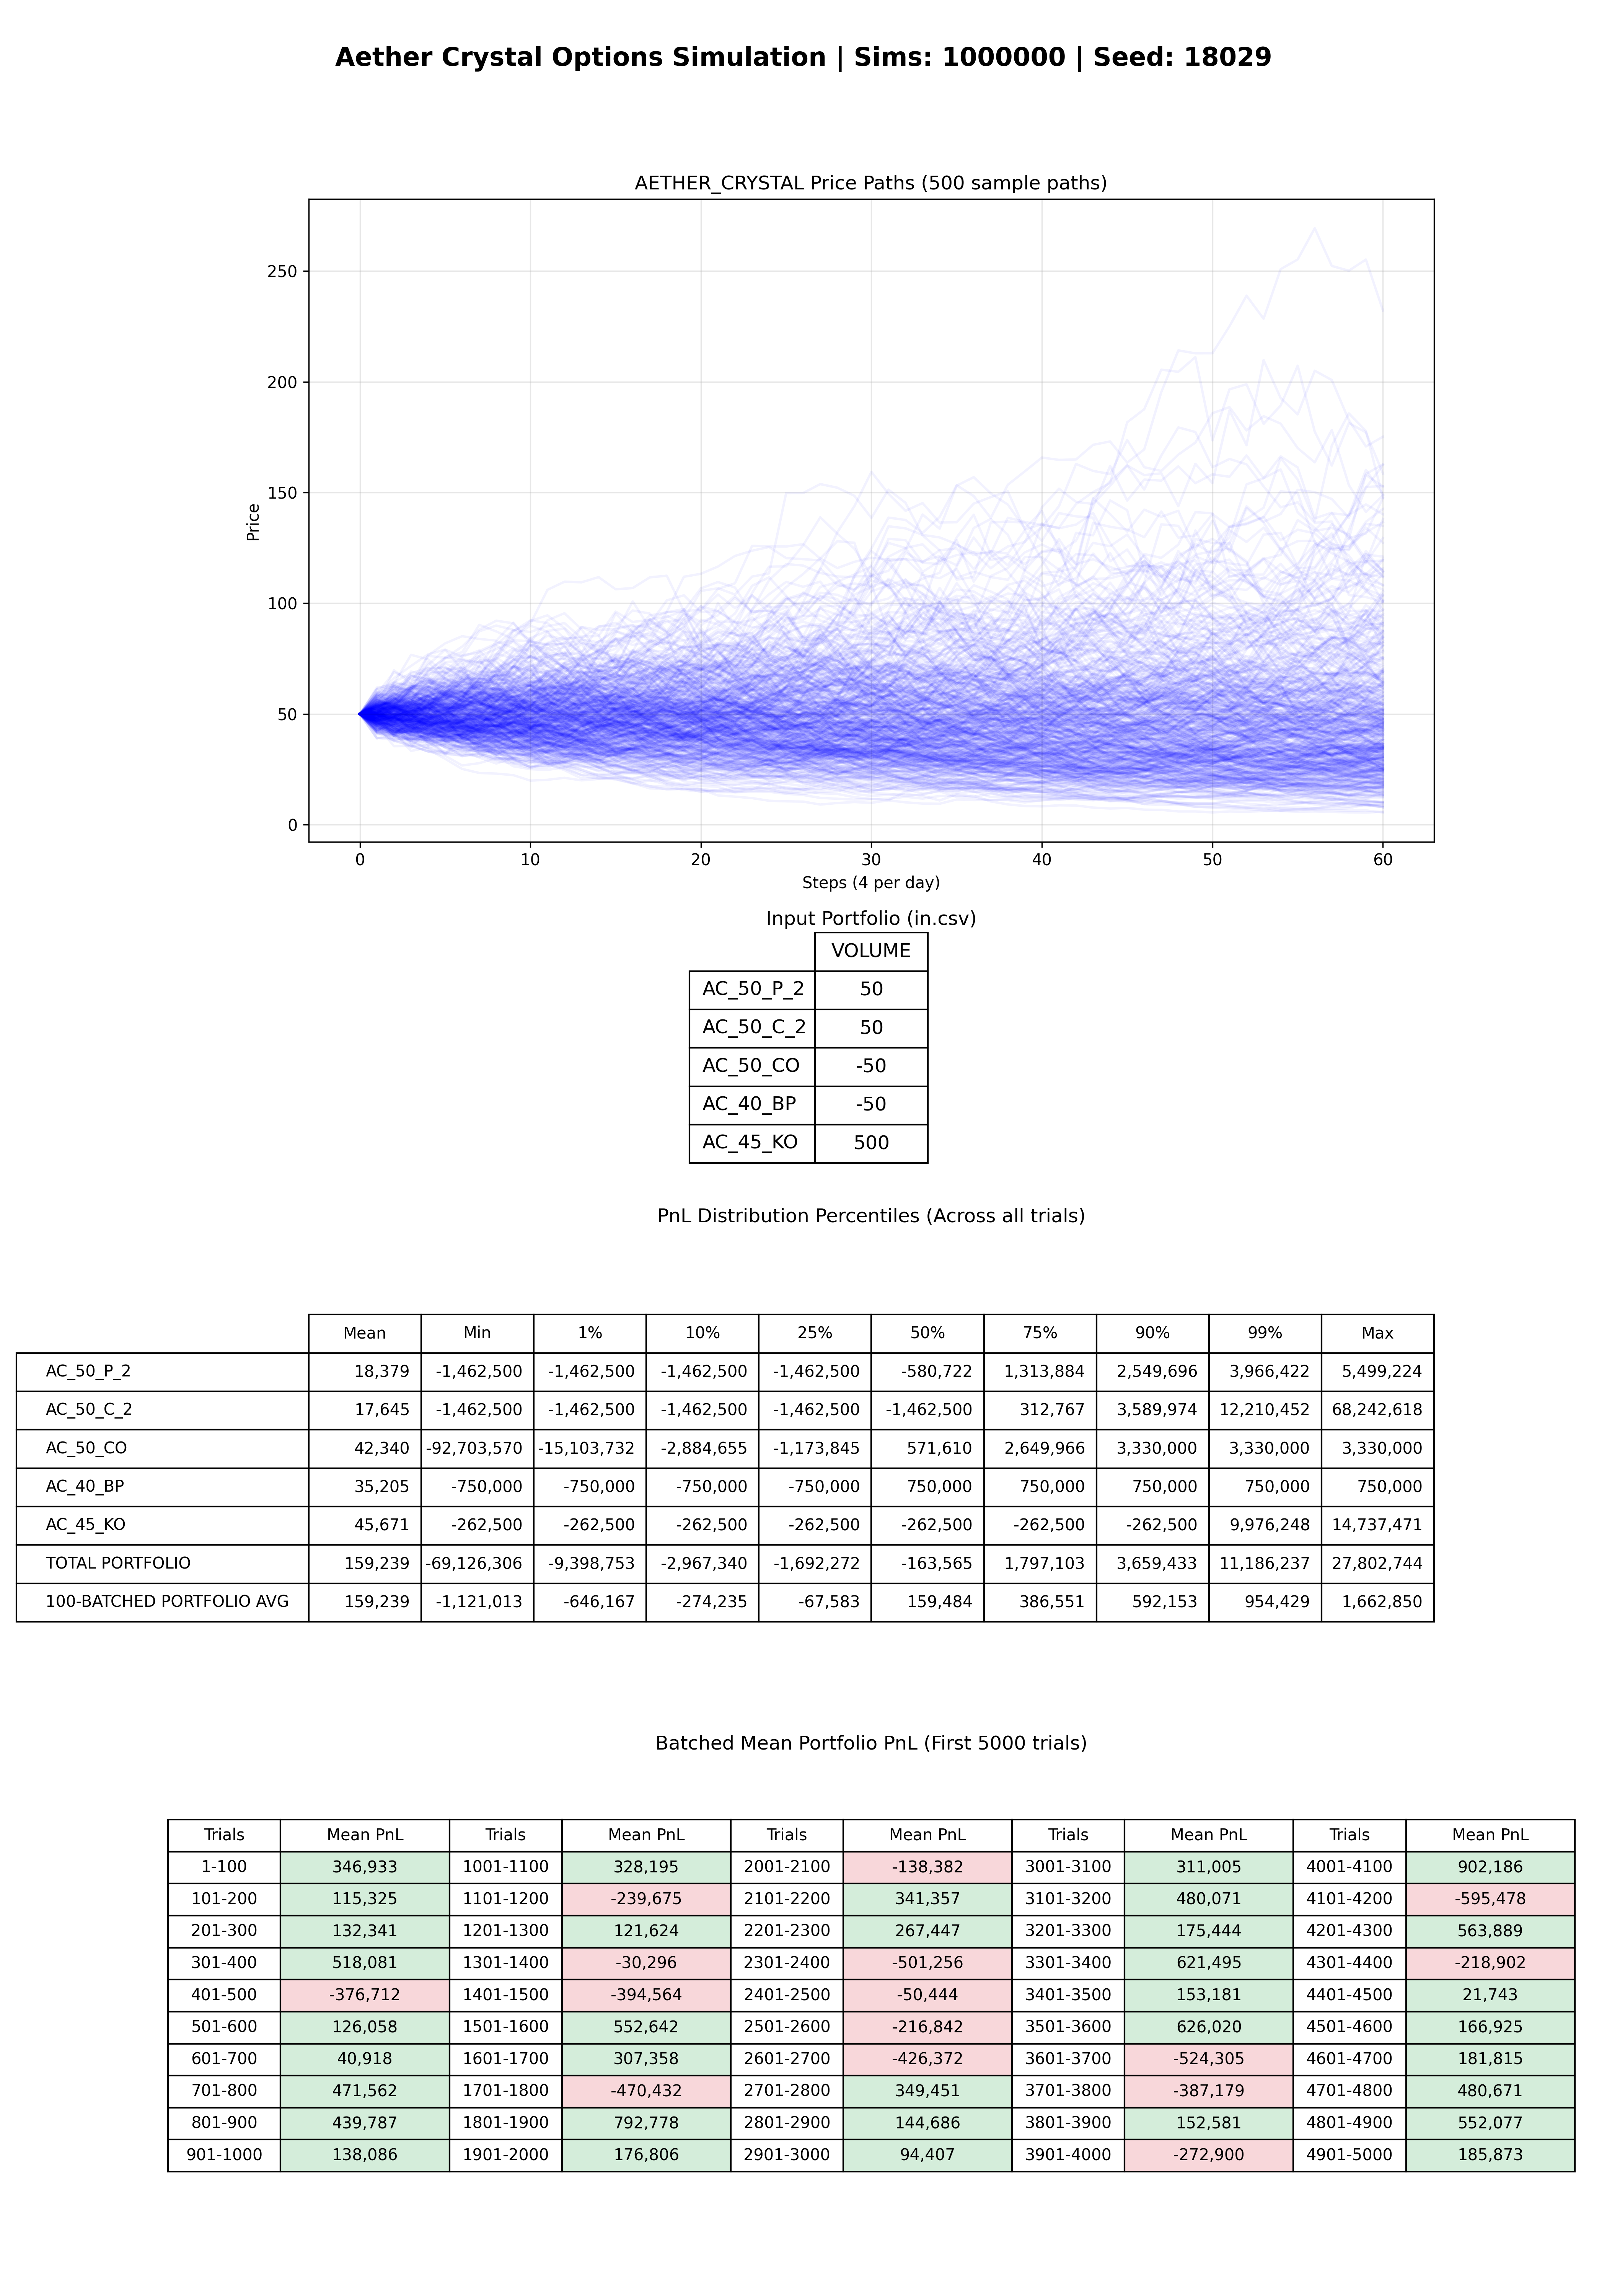 Aether Crystal Options Simulation | Sims: 1000000 | Seed: 18029
AETHER_CRYSTAL Price Paths (500 sample paths)
250
200
150
100
50
0
Price
0 10 20 30 40 50 60
Steps (4 per day)
Input Portfolio (in.csv)
VOLUME
AC_50_P_2 50
AC_50_C_2 50
AC_50_CO -50
AC_40_BP -50
AC_45_KO 500
PnL Distribution Percentiles (Across all trials)
Mean Min 1% 10% 25% 50% 75% 90% 99% Max
AC_50_P_2 18,379 -1,462,500 -1,462,500 -1,462,500 -1,462,500 -580,722 1,313,884 2,549,696 3,966,422 5,499,224
AC_50_C_2 17,645 -1,462,500 -1,462,500 -1,462,500 -1,462,500 -1,462,500 312,767 3,589,974 12,210,452 68,242,618
AC_50_CO 42,340 -92,703,570 -15,103,732 -2,884,655 -1,173,845 571,610 2,649,966 3,330,000 3,330,000 3,330,000
AC_40_BP 35,205 -750,000 -750,000 -750,000 -750,000 750,000 750,000 750,000 750,000 750,000
AC_45_KO 45,671 -262,500 -262,500 -262,500 -262,500 -262,500 -262,500 -262,500 9,976,248 14,737,471
TOTAL PORTFOLIO 159,239 -69,126,306 -9,398,753 -2,967,340 -1,692,272 -163,565 1,797,103 3,659,433 11,186,237 27,802,744
100-BATCHED PORTFOLIO AVG 159,239 -1,121,013 -646,167 -274,235 -67,583 159,484 386,551 592,153 954,429 1,662,850
Batched Mean Portfolio PnL (First 5000 trials)
Trials Mean PnL Trials Mean PnL Trials Mean PnL Trials Mean PnL Trials Mean PnL
1-100 346,933 1001-1100 328,195 2001-2100 -138,382 3001-3100 311,005 4001-4100 902,186
101-200 115,325 1101-1200 -239,675 2101-2200 341,357 3101-3200 480,071 4101-4200 -595,478
201-300 132,341 1201-1300 121,624 2201-2300 267,447 3201-3300 175,444 4201-4300 563,889
301-400 518,081 1301-1400 -30,296 2301-2400 -501,256 3301-3400 621,495 4301-4400 -218,902
401-500 -376,712 1401-1500 -394,564 2401-2500 -50,444 3401-3500 153,181 4401-4500 21,743
501-600 126,058 1501-1600 552,642 2501-2600 -216,842 3501-3600 626,020 4501-4600 166,925
601-700 40,918 1601-1700 307,358 2601-2700 -426,372 3601-3700 -524,305 4601-4700 181,815
701-800 471,562 1701-1800 -470,432 2701-2800 349,451 3701-3800 -387,179 4701-4800 480,671
801-900 439,787 1801-1900 792,778 2801-2900 144,686 3801-3900 152,581 4801-4900 552,077
901-1000 138,086 1901-2000 176,806 2901-3000 94,407 3901-4000 -272,900 4901-5000 185,873